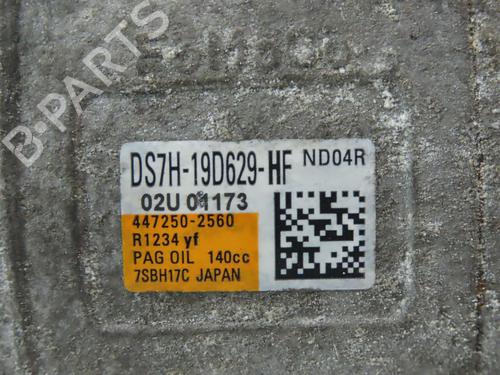 B-PARTS
DS7H-19D629-HF ND04R
02U 01173
447250-2560
R1234 yf
PAG OIL 140cc
7SBH17C JAPAN